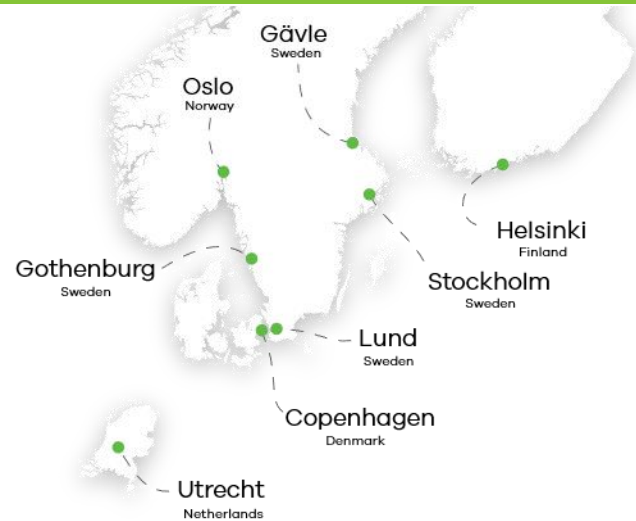 Gävle
Sweden
Oslo
Norway
Helsinki
Finland
Gothenburg
Sweden
Stockholm
Sweden
Lund
Sweden
Copenhagen
Denmark
Utrecht
Netherlands